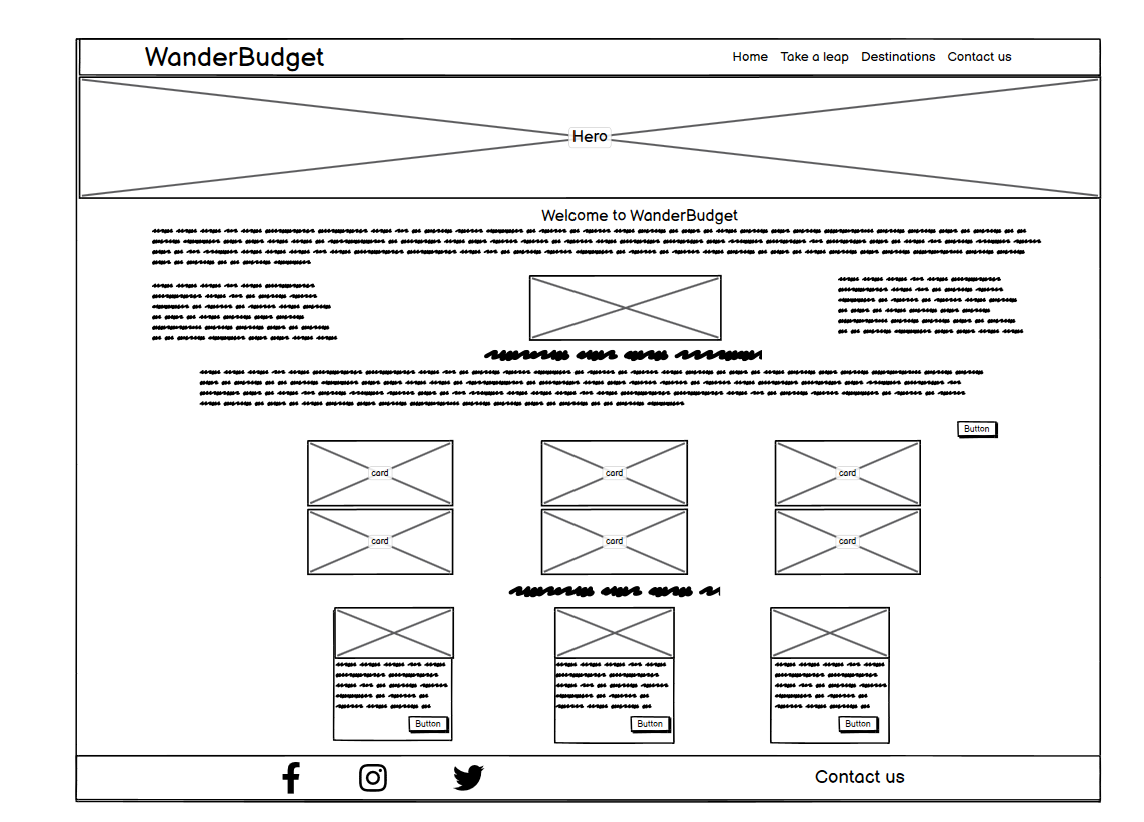 WanderBudget
Home Take a leap Destinations Contact us
Hero
Welcome to WanderBudget
Button
card card card
card card card
Button Button Button
Contact us